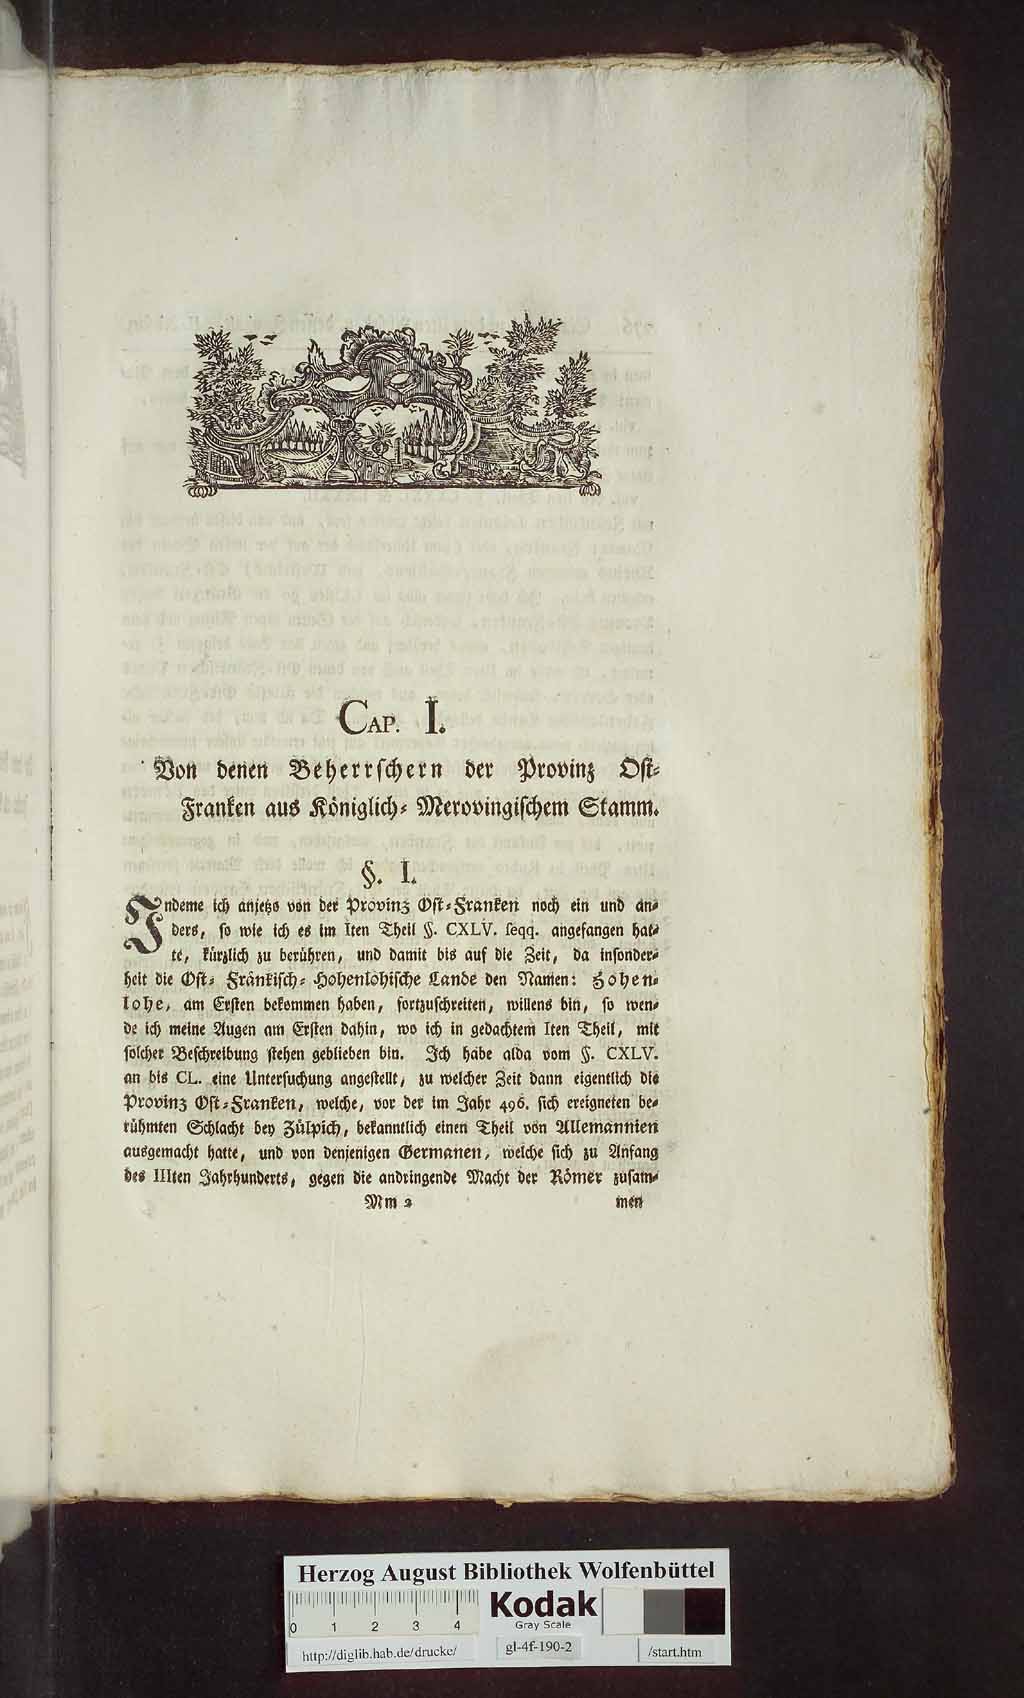 CAP. I.
Von denen Beherrschern der Provinz Ost-
Franken aus Königlich-Merovingischem Stamm.
§. I.
Indeme ich anjetzo von der Provinz Ost-Franken noch ein und an-
ders, so wie ich es im Iten Theil §. CXLV. seqq. angefangen hat-
te, kürzlich zu berühren, und damit bis auf die Zeit, da insonder-
heit die Ost-Fränkisch-Hohenlohische Lande den Namen: Hohen-
lohe, am Ersten bekommen haben, fortzuschreiten, willens bin, so wen-
de ich meine Augen am Ersten dahin, wo ich in gedachtem Iten Theil, mit
solcher Beschreibung stehen geblieben bin. Ich habe alda vom §. CXLV.
an bis CL. eine Untersuchung angestellt, zu welcher Zeit dann eigentlich die
Provinz Ost-Franken, welche, vor der im Jahr 496. sich ereigneten be-
rühmten Schlacht bey Zülpich, bekanntlich einen Theil von Allemannien
ausgemacht hatte, und von denjenigen Germanen, welche sich zu Anfang
des IIIten Jahrhunderts, gegen die andringende Macht der Römer zusam-
Mm 2 men
Herzog August Bibliothek Wolfenbüttel
0 1 2 3 4
Kodak
Gray Scale
http://diglib.hab.de/drucke/ gl-4f-190-2 /start.htm